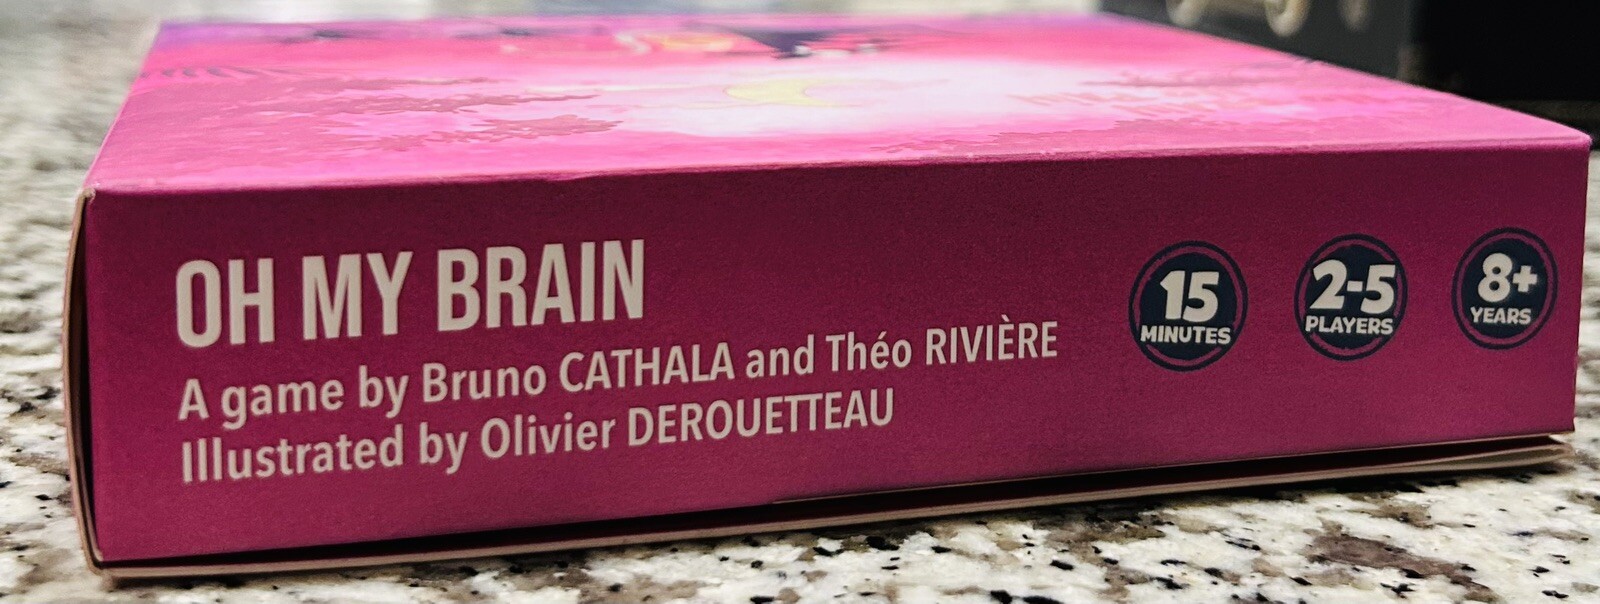 OH MY BRAIN
A game by Bruno CATHALA and Théo RIVIÈRE
Illustrated by Olivier DEROUETTEAU
15
MINUTES
2-5
PLAYERS
8+
YEARS